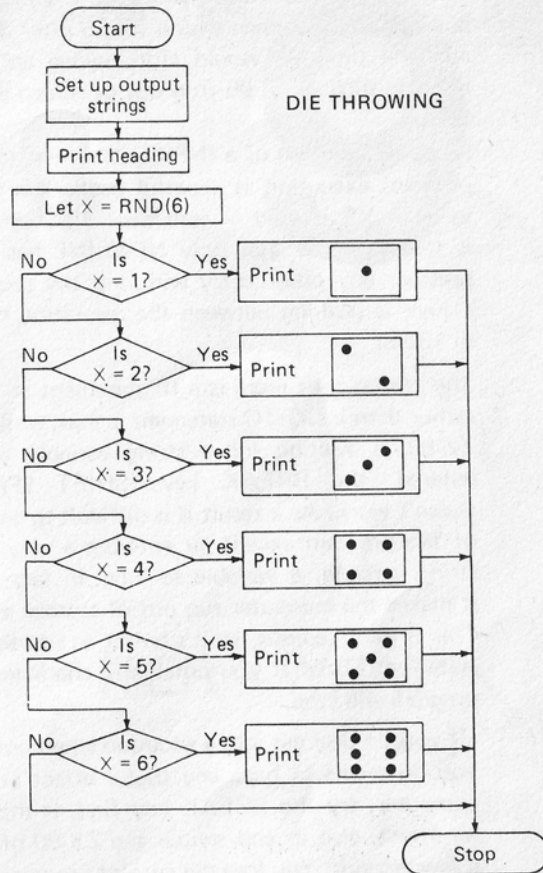 Start
Set up output
strings
DIE THROWING
Print heading
Let X = RND(6)
No
Is
X = 1?
Yes
Print
No
Is
X = 2?
Yes
Print
No
Is
X = 3?
Yes
Print
No
Is
X = 4?
Yes
Print
No
Is
X = 5?
Yes
Print
No
Is
X = 6?
Yes
Print
Stop